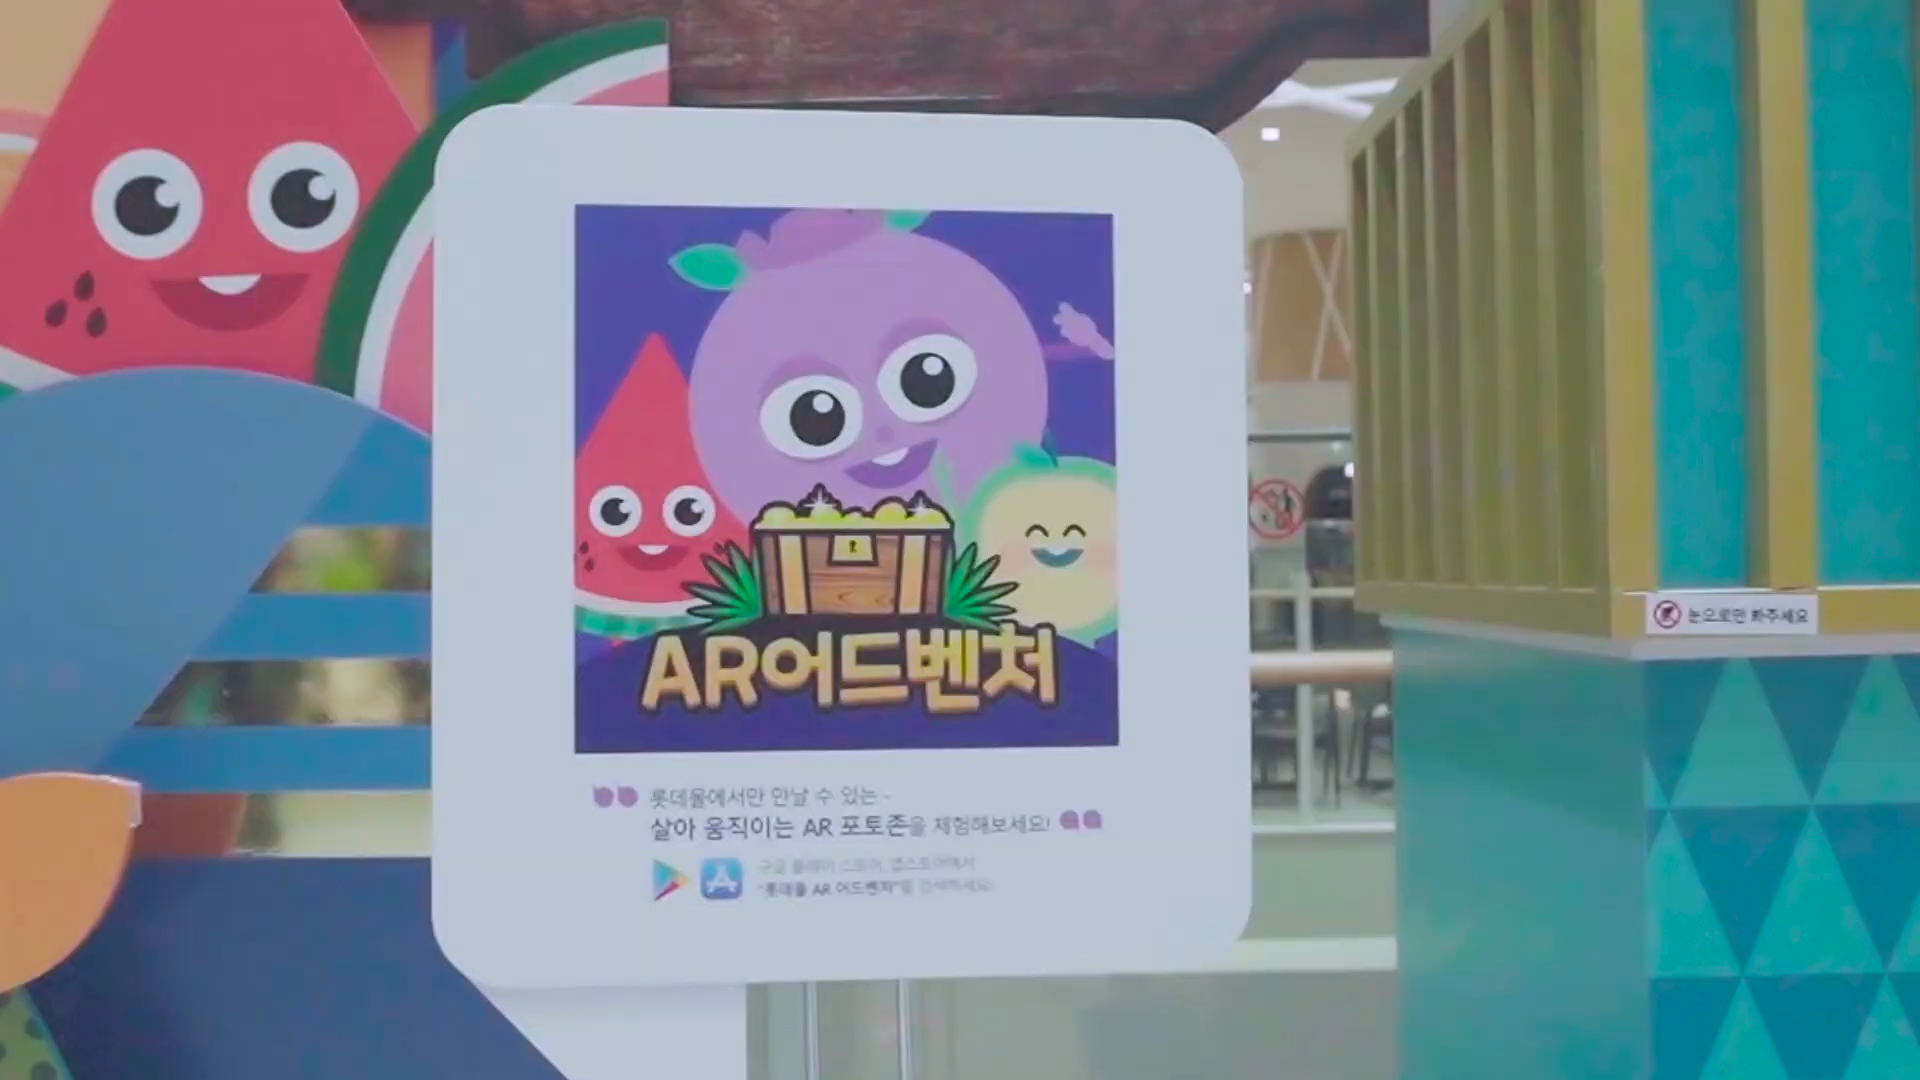 AR어드벤처
롯데몰에서만 만날 수 있는 -
살아 움직이는 AR 포토존을 체험해보세요!
구글 플레이 스토어, 앱스토어에서
"롯데몰 AR 어드벤처"를 검색하세요!
눈으로만 봐주세요